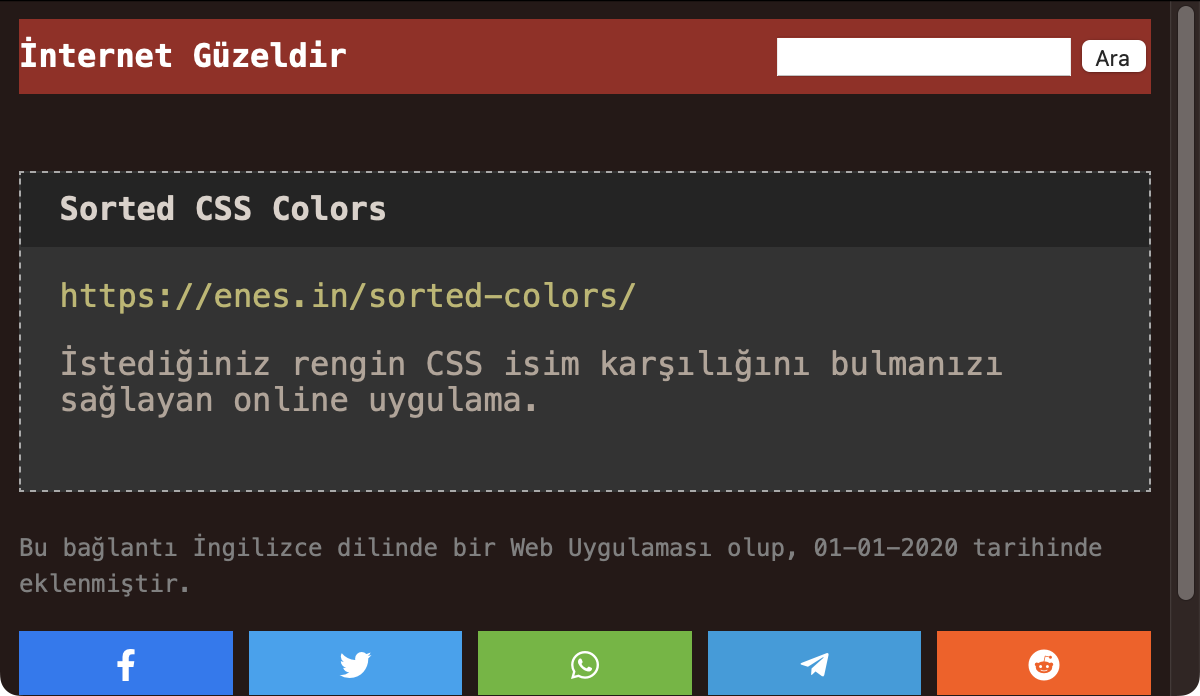 İnternet Güzeldir
Ara
Sorted CSS Colors
https://enes.in/sorted-colors/
İstediğiniz rengin CSS isim karşılığını bulmanızı
sağlayan online uygulama.
Bu bağlantı İngilizce dilinde bir Web Uygulaması olup, 01-01-2020 tarihinde
eklenmiştir.